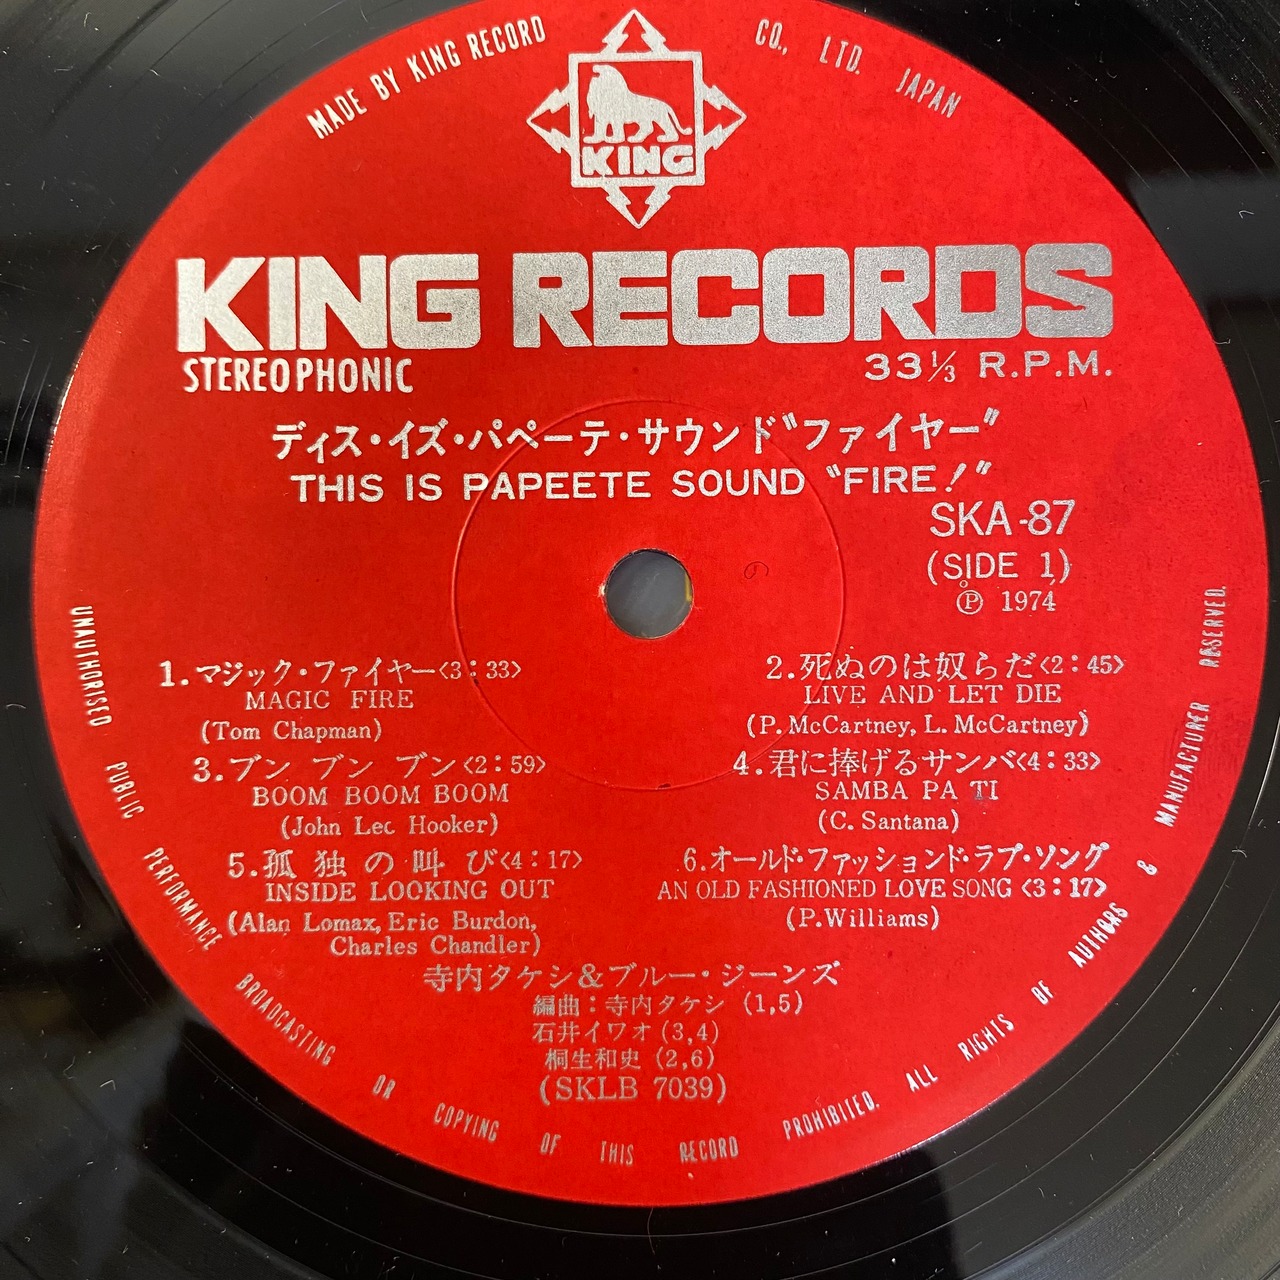 MADE BY KING RECORD CO., LTD. JAPAN
KING
KING RECORDS
STEREOPHONIC
33⅓ R.P.M.
ディス・イズ・パペーテ・サウンド“ファイヤー”
THIS IS PAPEETE SOUND “FIRE!”
SKA-87
(SIDE 1)
Ⓟ 1974
1.マジック・ファイヤー<3:33>
MAGIC FIRE
(Tom Chapman)
2.死ぬのは奴らだ<2:45>
LIVE AND LET DIE
(P. McCartney, L. McCartney)
3.ブン ブン ブン<2:59>
BOOM BOOM BOOM
(John Lec Hooker)
4.君に捧げるサンバ<4:33>
SAMBA PA TI
(C. Santana)
5.孤独の叫び<4:17>
INSIDE LOCKING OUT
(Alan Lomax, Eric Burdon,
Charles Chandler)
6.オールド・ファッションド・ラブ・ソング
AN OLD FASHIONED LOVE SONG <3:17>
(P.Williams)
寺内タケシ&ブルー・ジーンズ
編曲:寺内タケシ (1,5)
石井イワオ (3,4)
桐生和史 (2,6)
(SKLB 7039)
UNAUTHORISED PUBLIC PERFORMANCE BROADCASTING OR COPYING OF THIS RECORD PROHIBITED. ALL RIGHTS OF AUTHORS & MANUFACTURER RESERVED.